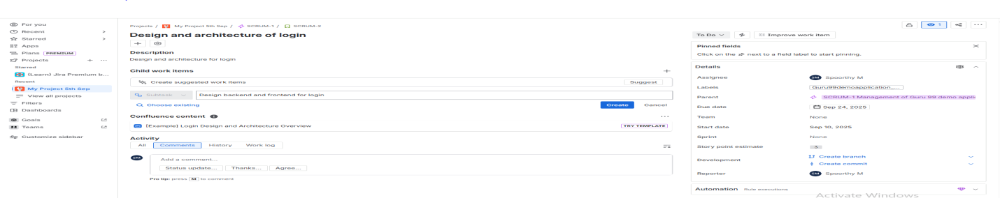 For you
Recent
Starred
Apps
Plans PREMIUM
Projects
Starred
(Learn) Jira Premium b...
Recent
My Project 5th Sep
View all projects
Filters
Dashboards
Goals
Teams
Customize sidebar
Projects / My Project 5th Sep / SCRUM-1 / SCRUM-2
Design and architecture of login
Description
Design and architecture for login
Child work items
Create suggested work items Suggest
Subtask Design backend and frontend for login
Choose existing Create Cancel
Confluence content
[Example] Login Design and Architecture Overview TRY TEMPLATE
Activity
All Comments History Work log
SM Add a comment...
Status update... Thanks... Agree...
Pro tip: press M to comment
1
To Do Improve work item
Pinned fields
Click on the next to a field label to start pinning.
Details
Assignee SM Spoorthy M
Labels Guru99demoapplication_...
Parent SCRUM-1 Management of Guru 99 demo appli
Due date Sep 24, 2025
Team None
Start date Sep 10, 2025
Sprint None
Story point estimate 3
Development Create branch
Create commit
Reporter SM Spoorthy M
Automation Rule executions
Activate Windows